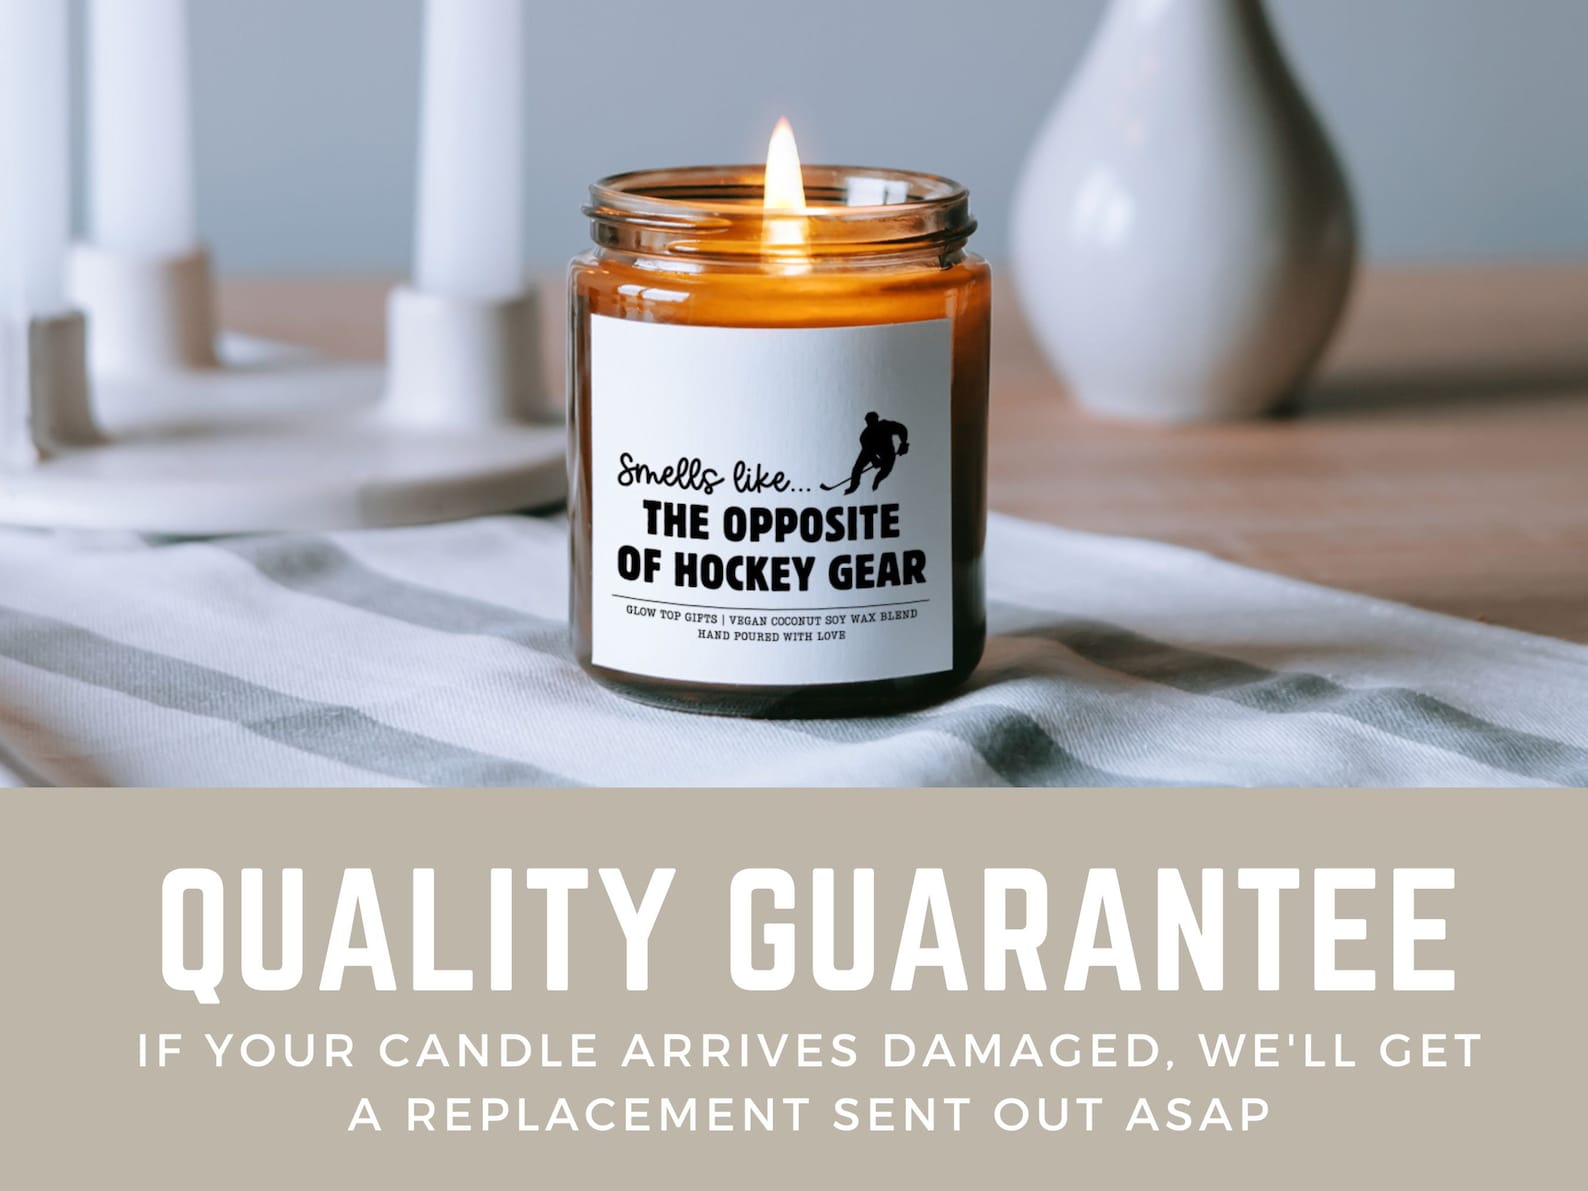 Smells like...
THE OPPOSITE
OF HOCKEY GEAR
GLOW TOP GIFTS | VEGAN COCONUT SOY WAX BLEND
HAND POURED WITH LOVE
QUALITY GUARANTEE
IF YOUR CANDLE ARRIVES DAMAGED, WE'LL GET
A REPLACEMENT SENT OUT ASAP